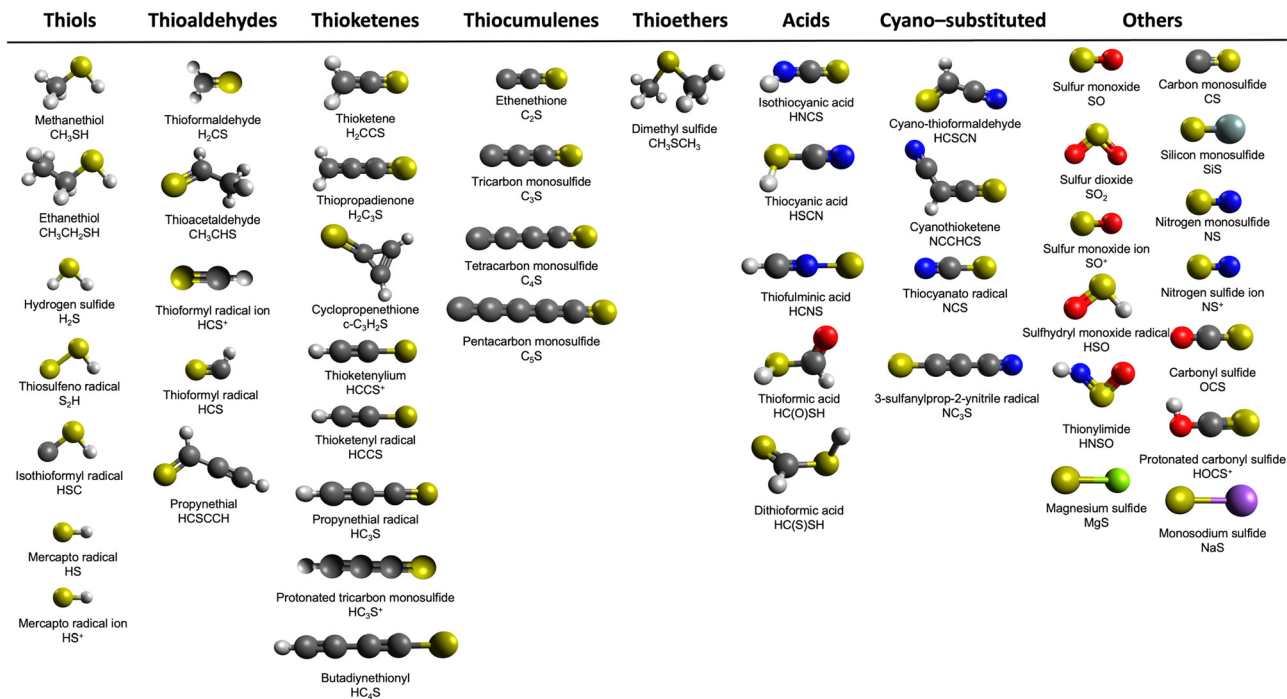 Thiols
Thioaldehydes
Thioketenes
Thiocumulenes
Thioethers
Acids
Cyano–substituted
Others
Methanethiol
CH₃SH
Ethanethiol
CH₃CH₂SH
Hydrogen sulfide
H₂S
Thiosulfeno radical
S₂H
Isothioformyl radical
HSC
Mercapto radical
HS
Mercapto radical ion
HS⁺
Thioformaldehyde
H₂CS
Thioacetaldehyde
CH₃CHS
Thioformyl radical ion
HCS⁺
Thioformyl radical
HCS
Propynethial
HCSCCH
Thioketene
H₂CCS
Thiopropadienone
H₂C₃S
Cyclopropenethione
c-C₃H₂S
Thioketenylium
HCCS⁺
Thioketenyl radical
HCCS
Propynethial radical
HC₃S
Protonated tricarbon monosulfide
HC₃S⁺
Butadiynethionyl
HC₄S
Ethenethione
C₂S
Tricarbon monosulfide
C₃S
Tetracarbon monosulfide
C₄S
Pentacarbon monosulfide
C₅S
Dimethyl sulfide
CH₃SCH₃
Isothiocyanic acid
HNCS
Thiocyanic acid
HSCN
Thiofulminic acid
HCNS
Thioformic acid
HC(O)SH
Dithioformic acid
HC(S)SH
Cyano-thioformaldehyde
HCSCN
Cyanothioketene
NCCHCS
Thiocyanato radical
NCS
3-sulfanylprop-2-ynitrile radical
NC₃S
Sulfur monoxide
SO
Sulfur dioxide
SO₂
Sulfur monoxide ion
SO⁺
Sulfhydryl monoxide radical
HSO
Thionylimide
HNSO
Magnesium sulfide
MgS
Carbon monosulfide
CS
Silicon monosulfide
SiS
Nitrogen monosulfide
NS
Nitrogen sulfide ion
NS⁺
Carbonyl sulfide
OCS
Protonated carbonyl sulfide
HOCS⁺
Monosodium sulfide
NaS